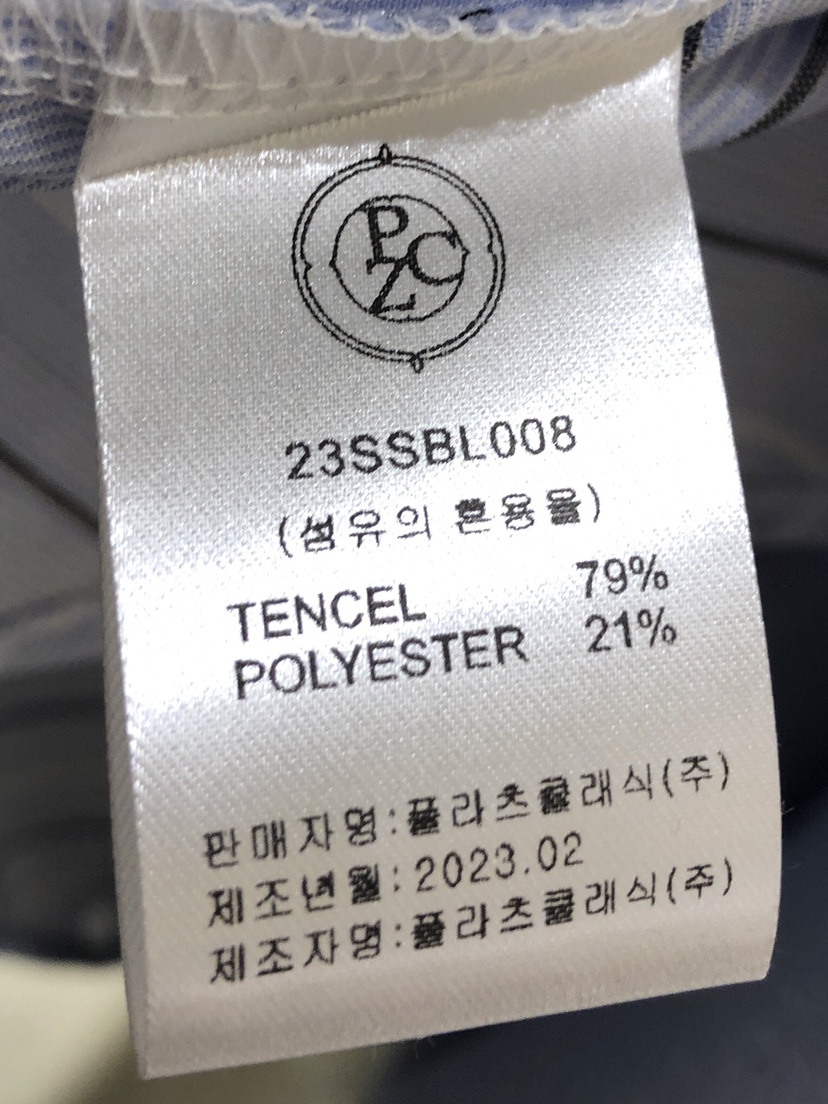 PZC
23SSBL008
(섬유의 혼용율)
TENCEL 79%
POLYESTER 21%
판매자명:플라츠클래식(주)
제조년월:2023.02
제조자명:플라츠클래식(주)